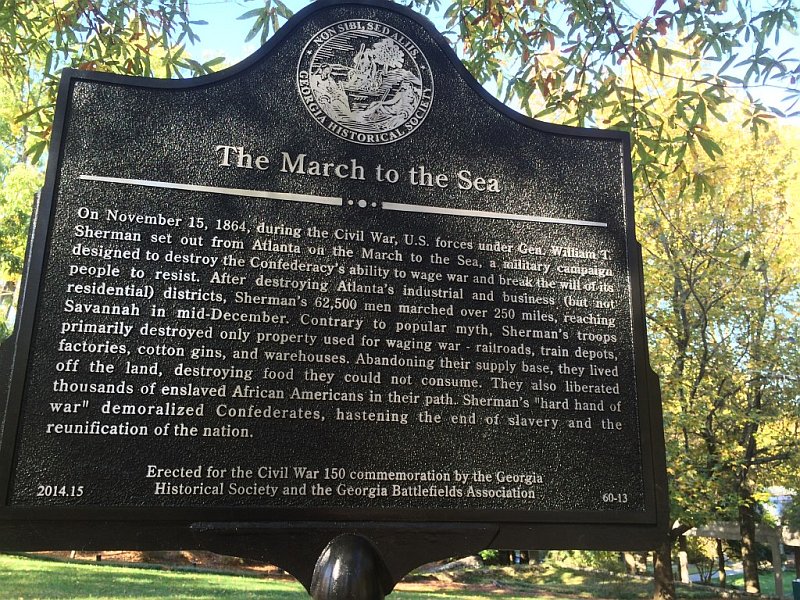 NON SIBI, SED ALIIS
GEORGIA HISTORICAL SOCIETY
The March to the Sea
On November 15, 1864, during the Civil War, U.S. forces under Gen. William T.
Sherman set out from Atlanta on the March to the Sea, a military campaign
designed to destroy the Confederacy's ability to wage war and break the will of its
people to resist. After destroying Atlanta's industrial and business (but not
residential) districts, Sherman's 62,500 men marched over 250 miles, reaching
Savannah in mid-December. Contrary to popular myth, Sherman's troops
primarily destroyed only property used for waging war - railroads, train depots,
factories, cotton gins, and warehouses. Abandoning their supply base, they lived
off the land, destroying food they could not consume. They also liberated
thousands of enslaved African Americans in their path. Sherman's "hard hand of
war" demoralized Confederates, hastening the end of slavery and the
reunification of the nation.
Erected for the Civil War 150 commemoration by the Georgia
Historical Society and the Georgia Battlefields Association
2014.15
60-13